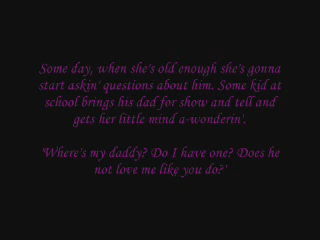 Some day, when she's old enough she's gonna
start askin' questions about him. Some kid at
school brings his dad for show and tell and
gets her little mind a-wonderin'.
'Where's my daddy? Do I have one? Does he
not love me like you do?'